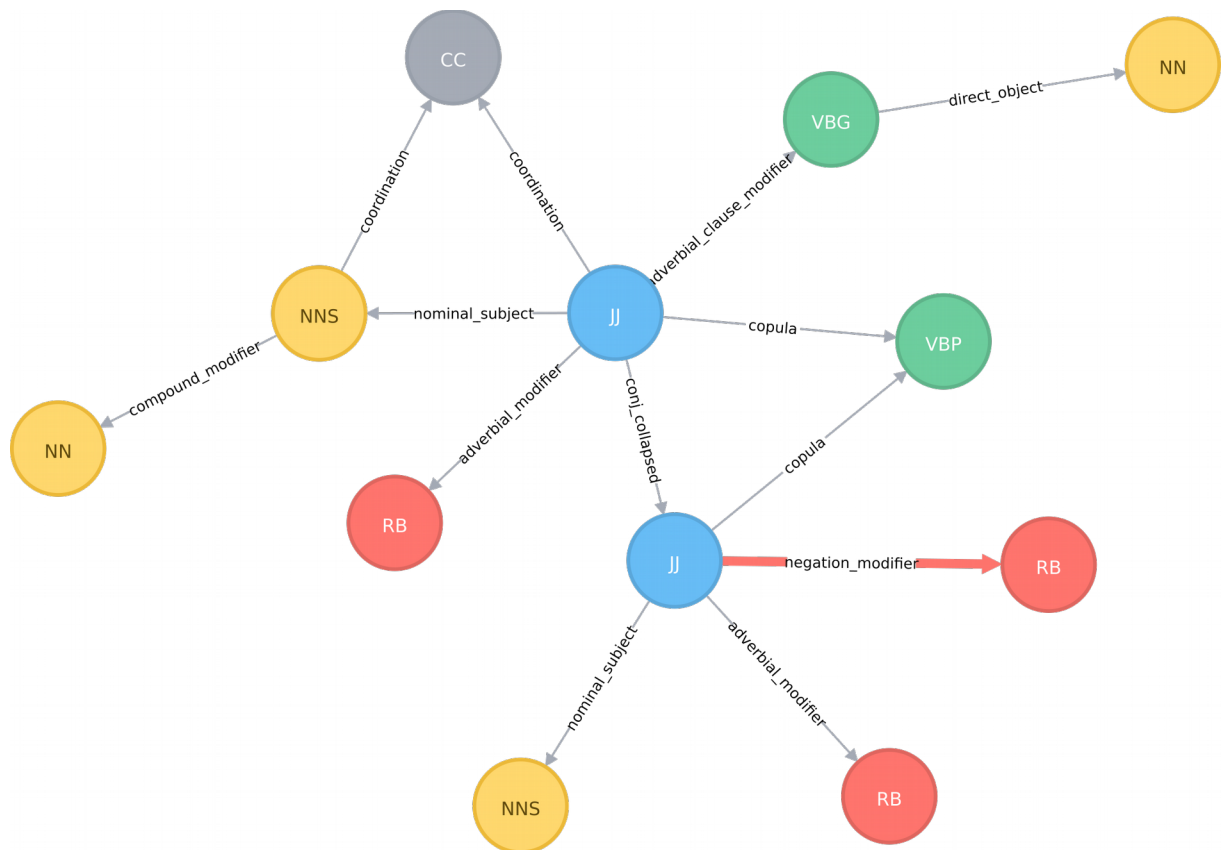 CC
NN
direct_object
VBG
coordination
coordination
adverbial_clause_modifier
NNS
nominal_subject
JJ
copula
VBP
compound_modifier
adverbial_modifier
conj_collapsed
NN
copula
RB
JJ
negation_modifier
RB
nominal_subject
adverbial_modifier
NNS
RB